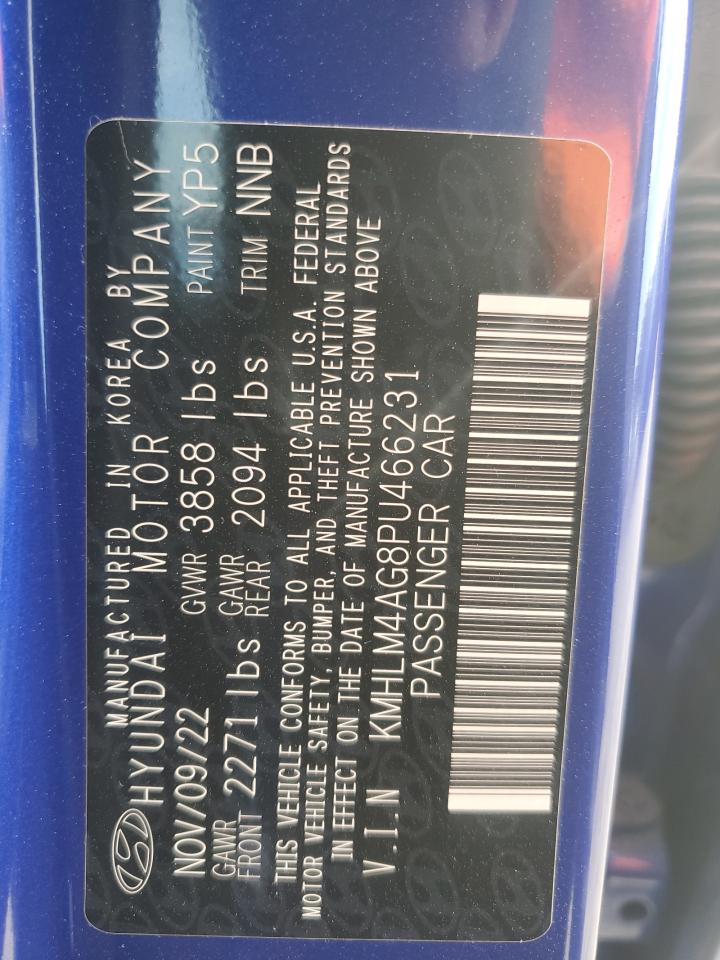 MANUFACTURED IN KOREA BY
HYUNDAI MOTOR COMPANY
NOV/09/22 GVWR 3858 lbs PAINT YP5
GAWR FRONT 2271 lbs GAWR REAR 2094 lbs TRIM NNB
THIS VEHICLE CONFORMS TO ALL APPLICABLE U.S.A. FEDERAL
MOTOR VEHICLE SAFETY, BUMPER, AND THEFT PREVENTION STANDARDS
IN EFFECT ON THE DATE OF MANUFACTURE SHOWN ABOVE
V.I.N KMHLM4AG8PU466231
PASSENGER CAR